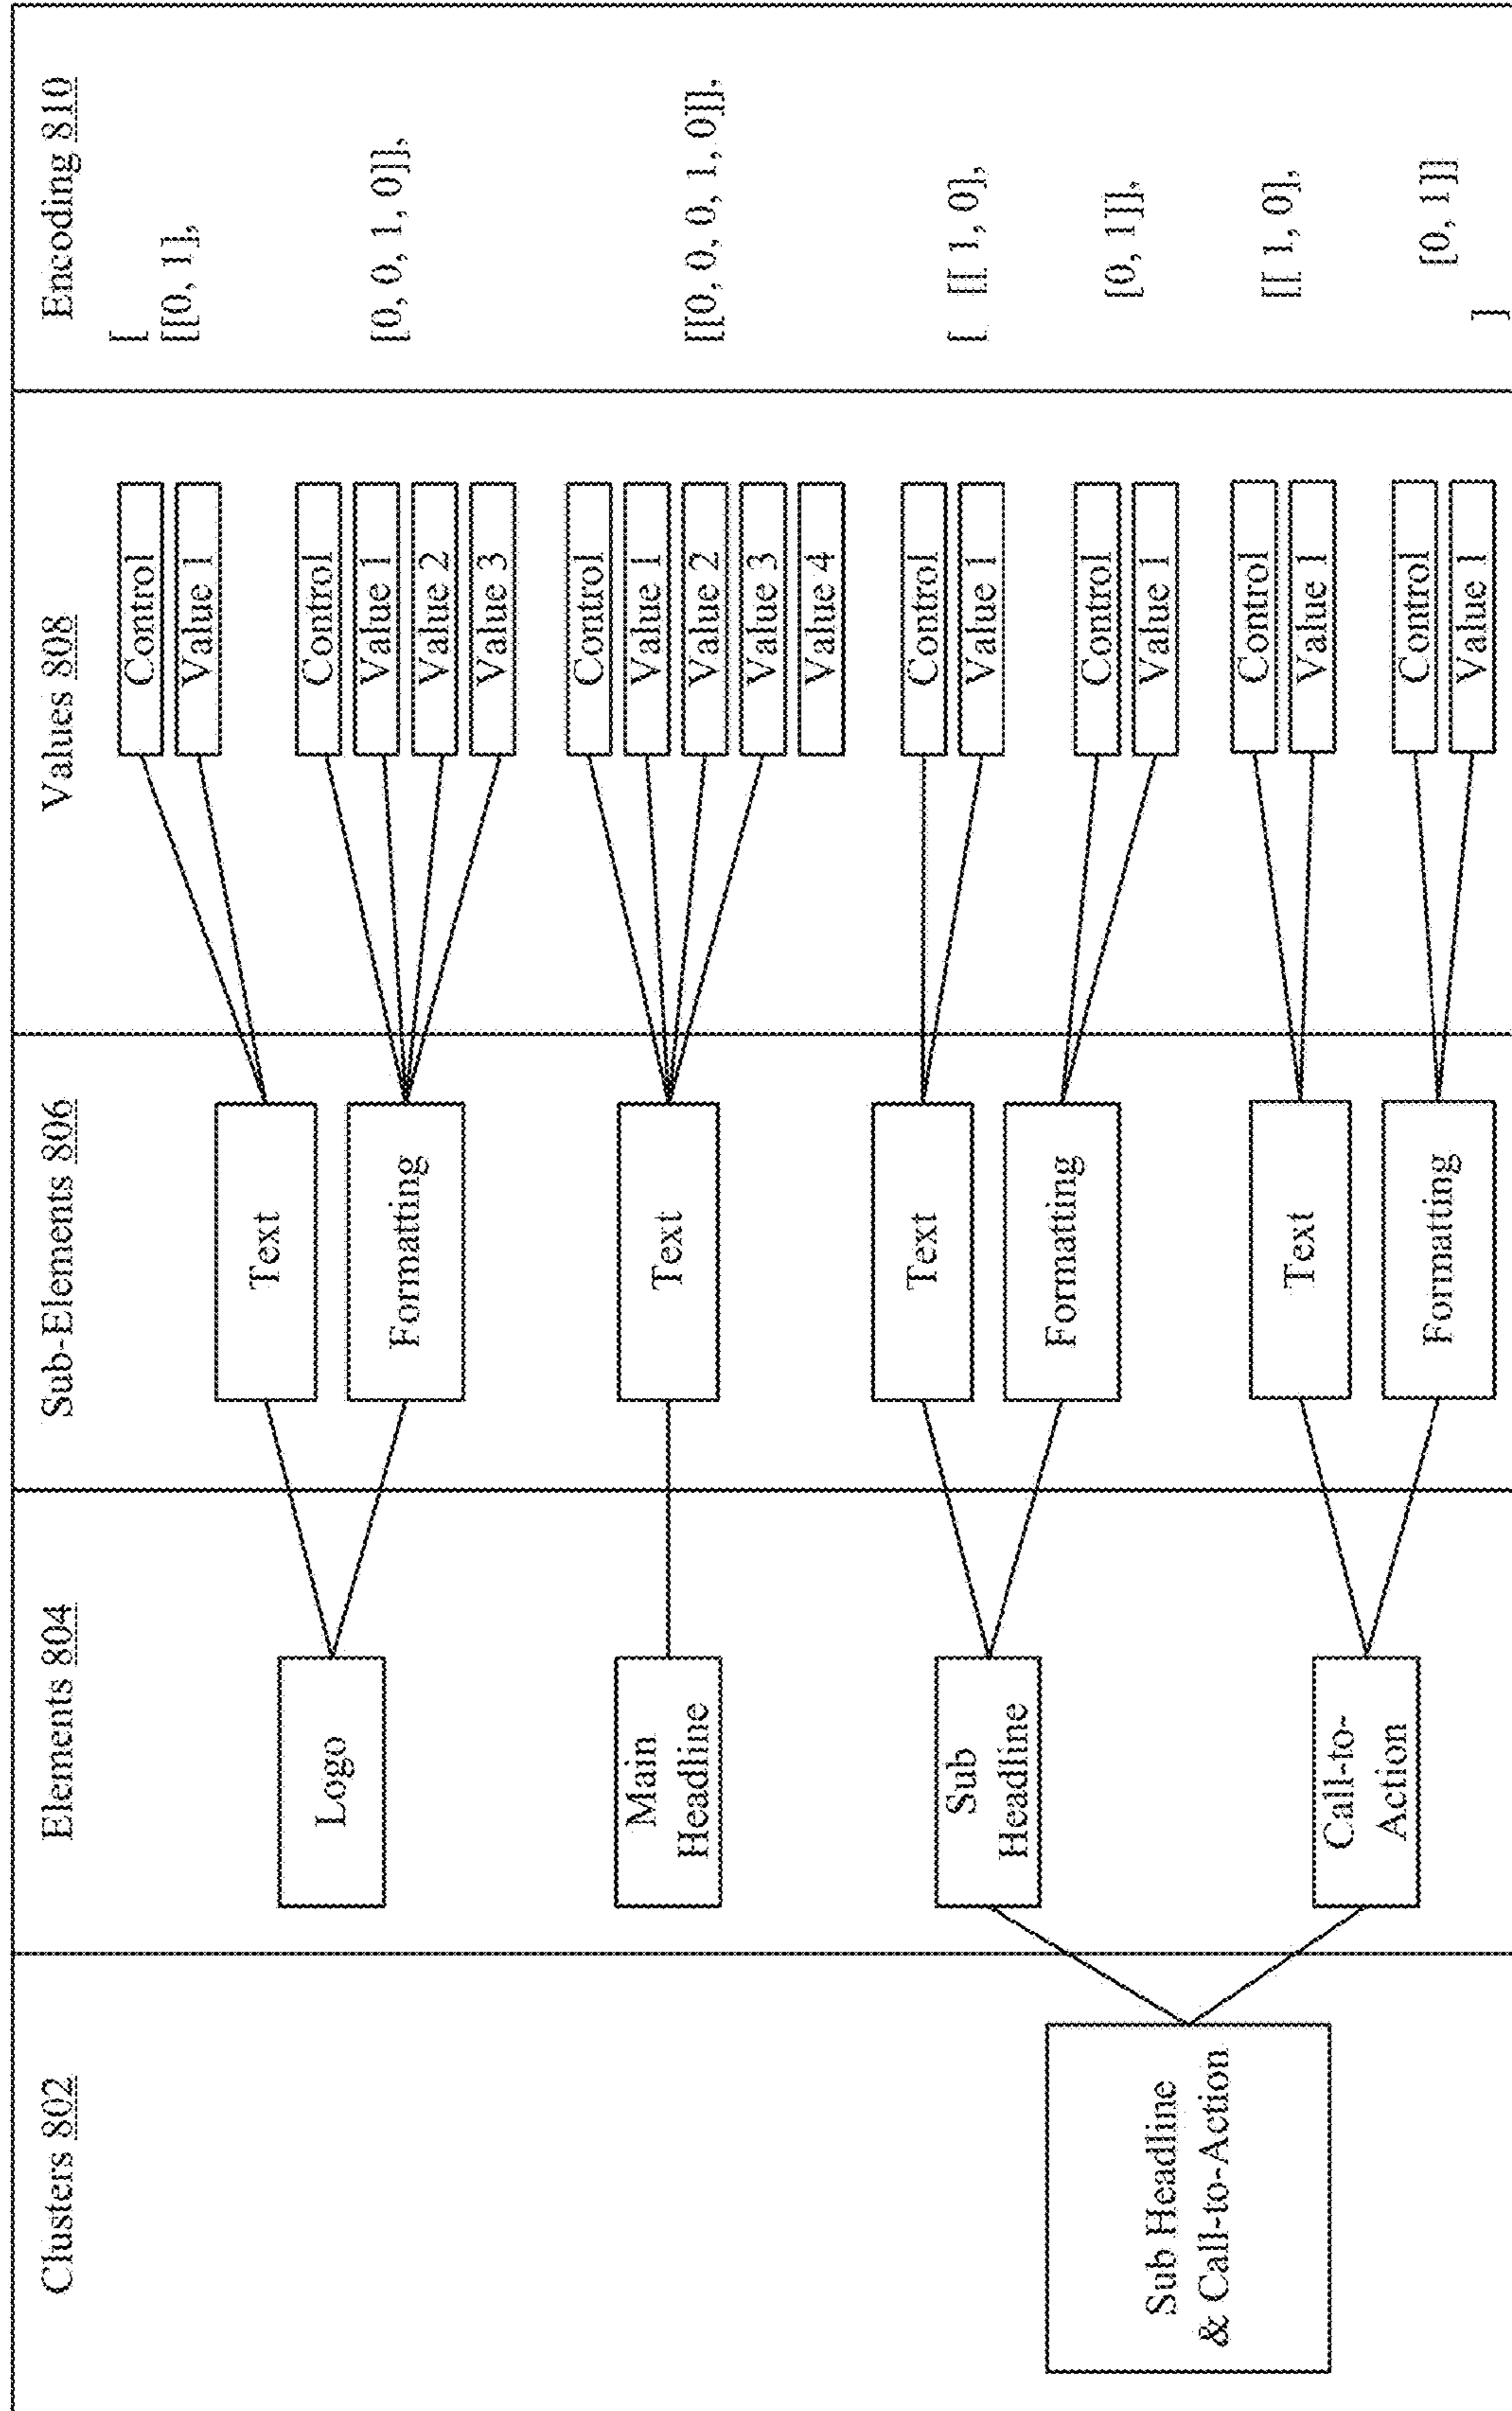 Clusters 802
Elements 804
Sub-Elements 806
Values 808
Encoding 810
[
Logo
Text
Control
Value 1
[[0, 1],
Formatting
Control
Value 1
Value 2
Value 3
[0, 0, 1, 0]],
Main
Headline
Text
Control
Value 1
Value 2
Value 3
Value 4
[[0, 0, 0, 1, 0]],
Sub Headline
& Call-to-Action
Sub
Headline
Text
Control
Value 1
[ [[ 1, 0],
Formatting
Control
Value 1
[0, 1]],
Call-to-
Action
Text
Control
Value 1
[[ 1, 0],
Formatting
Control
Value 1
[0, 1]]
]